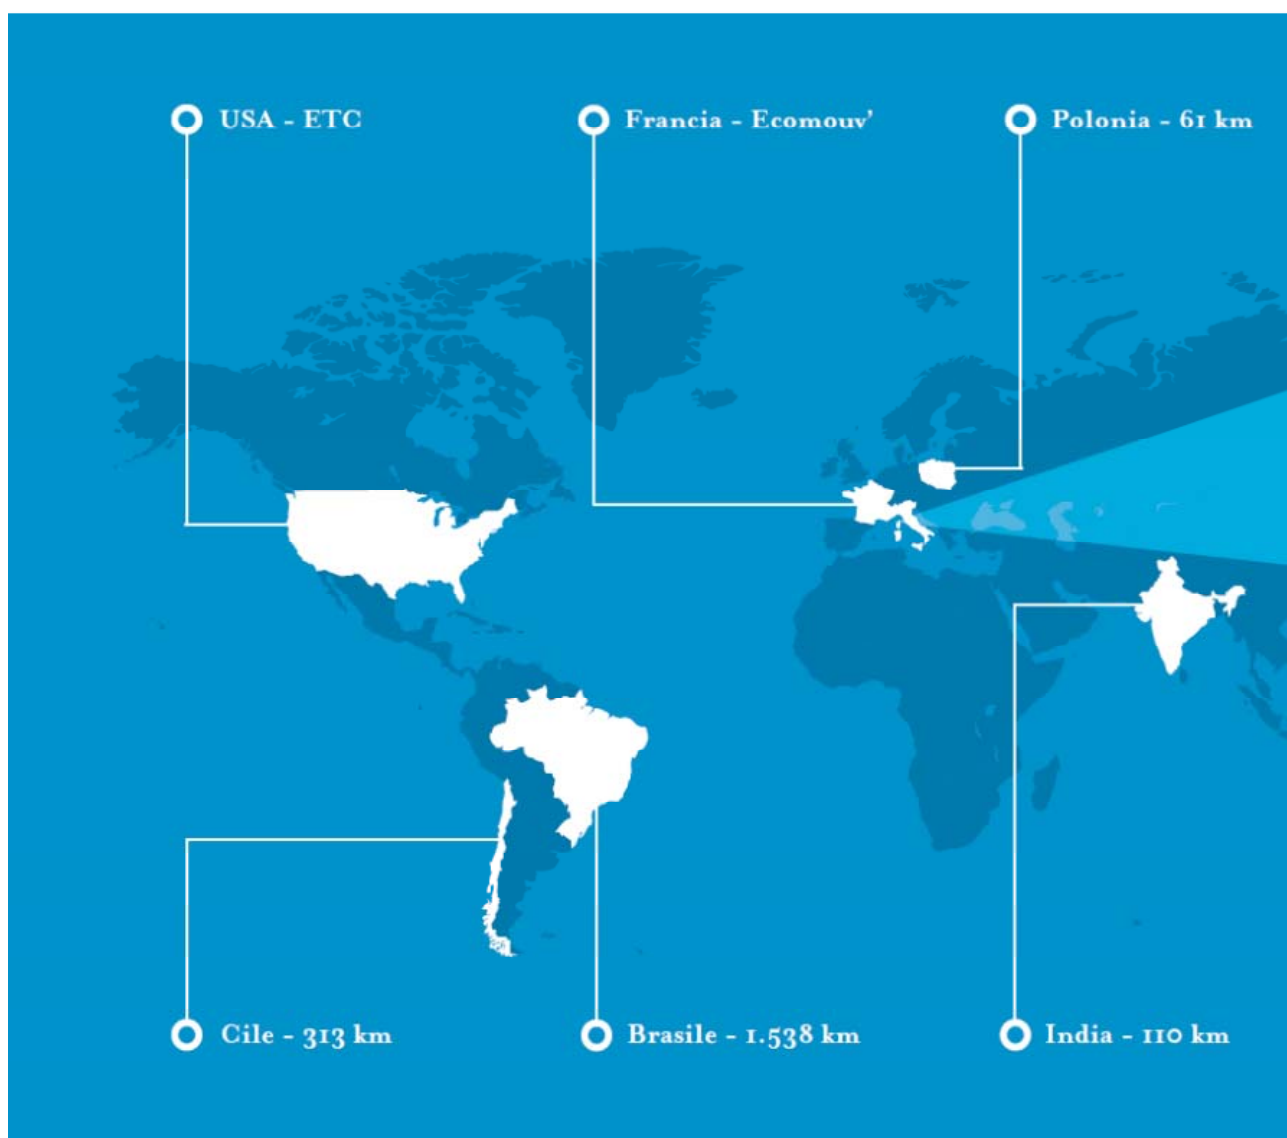 USA - ETC
Francia - Ecomouv'
Polonia - 61 km
Cile - 313 km
Brasile - 1.538 km
India - 110 km